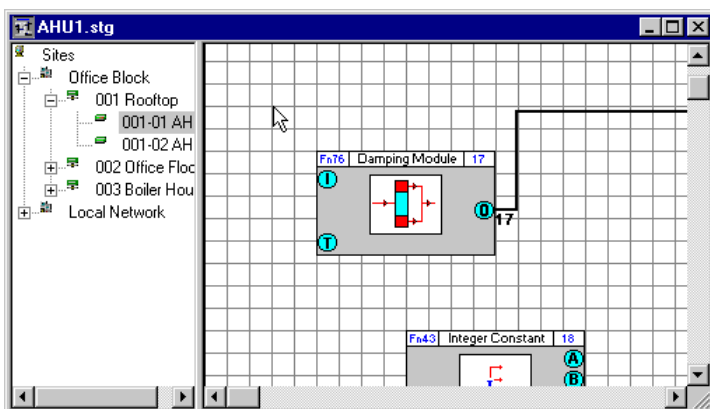 AHU1.stg
Sites
Office Block
001 Rooftop
001-01 AH
001-02 AH
002 Office Floc
003 Boiler Hou
Local Network
Fn76 Damping Module 17
I
O
17
T
Fn43 Integer Constant 18
A
B